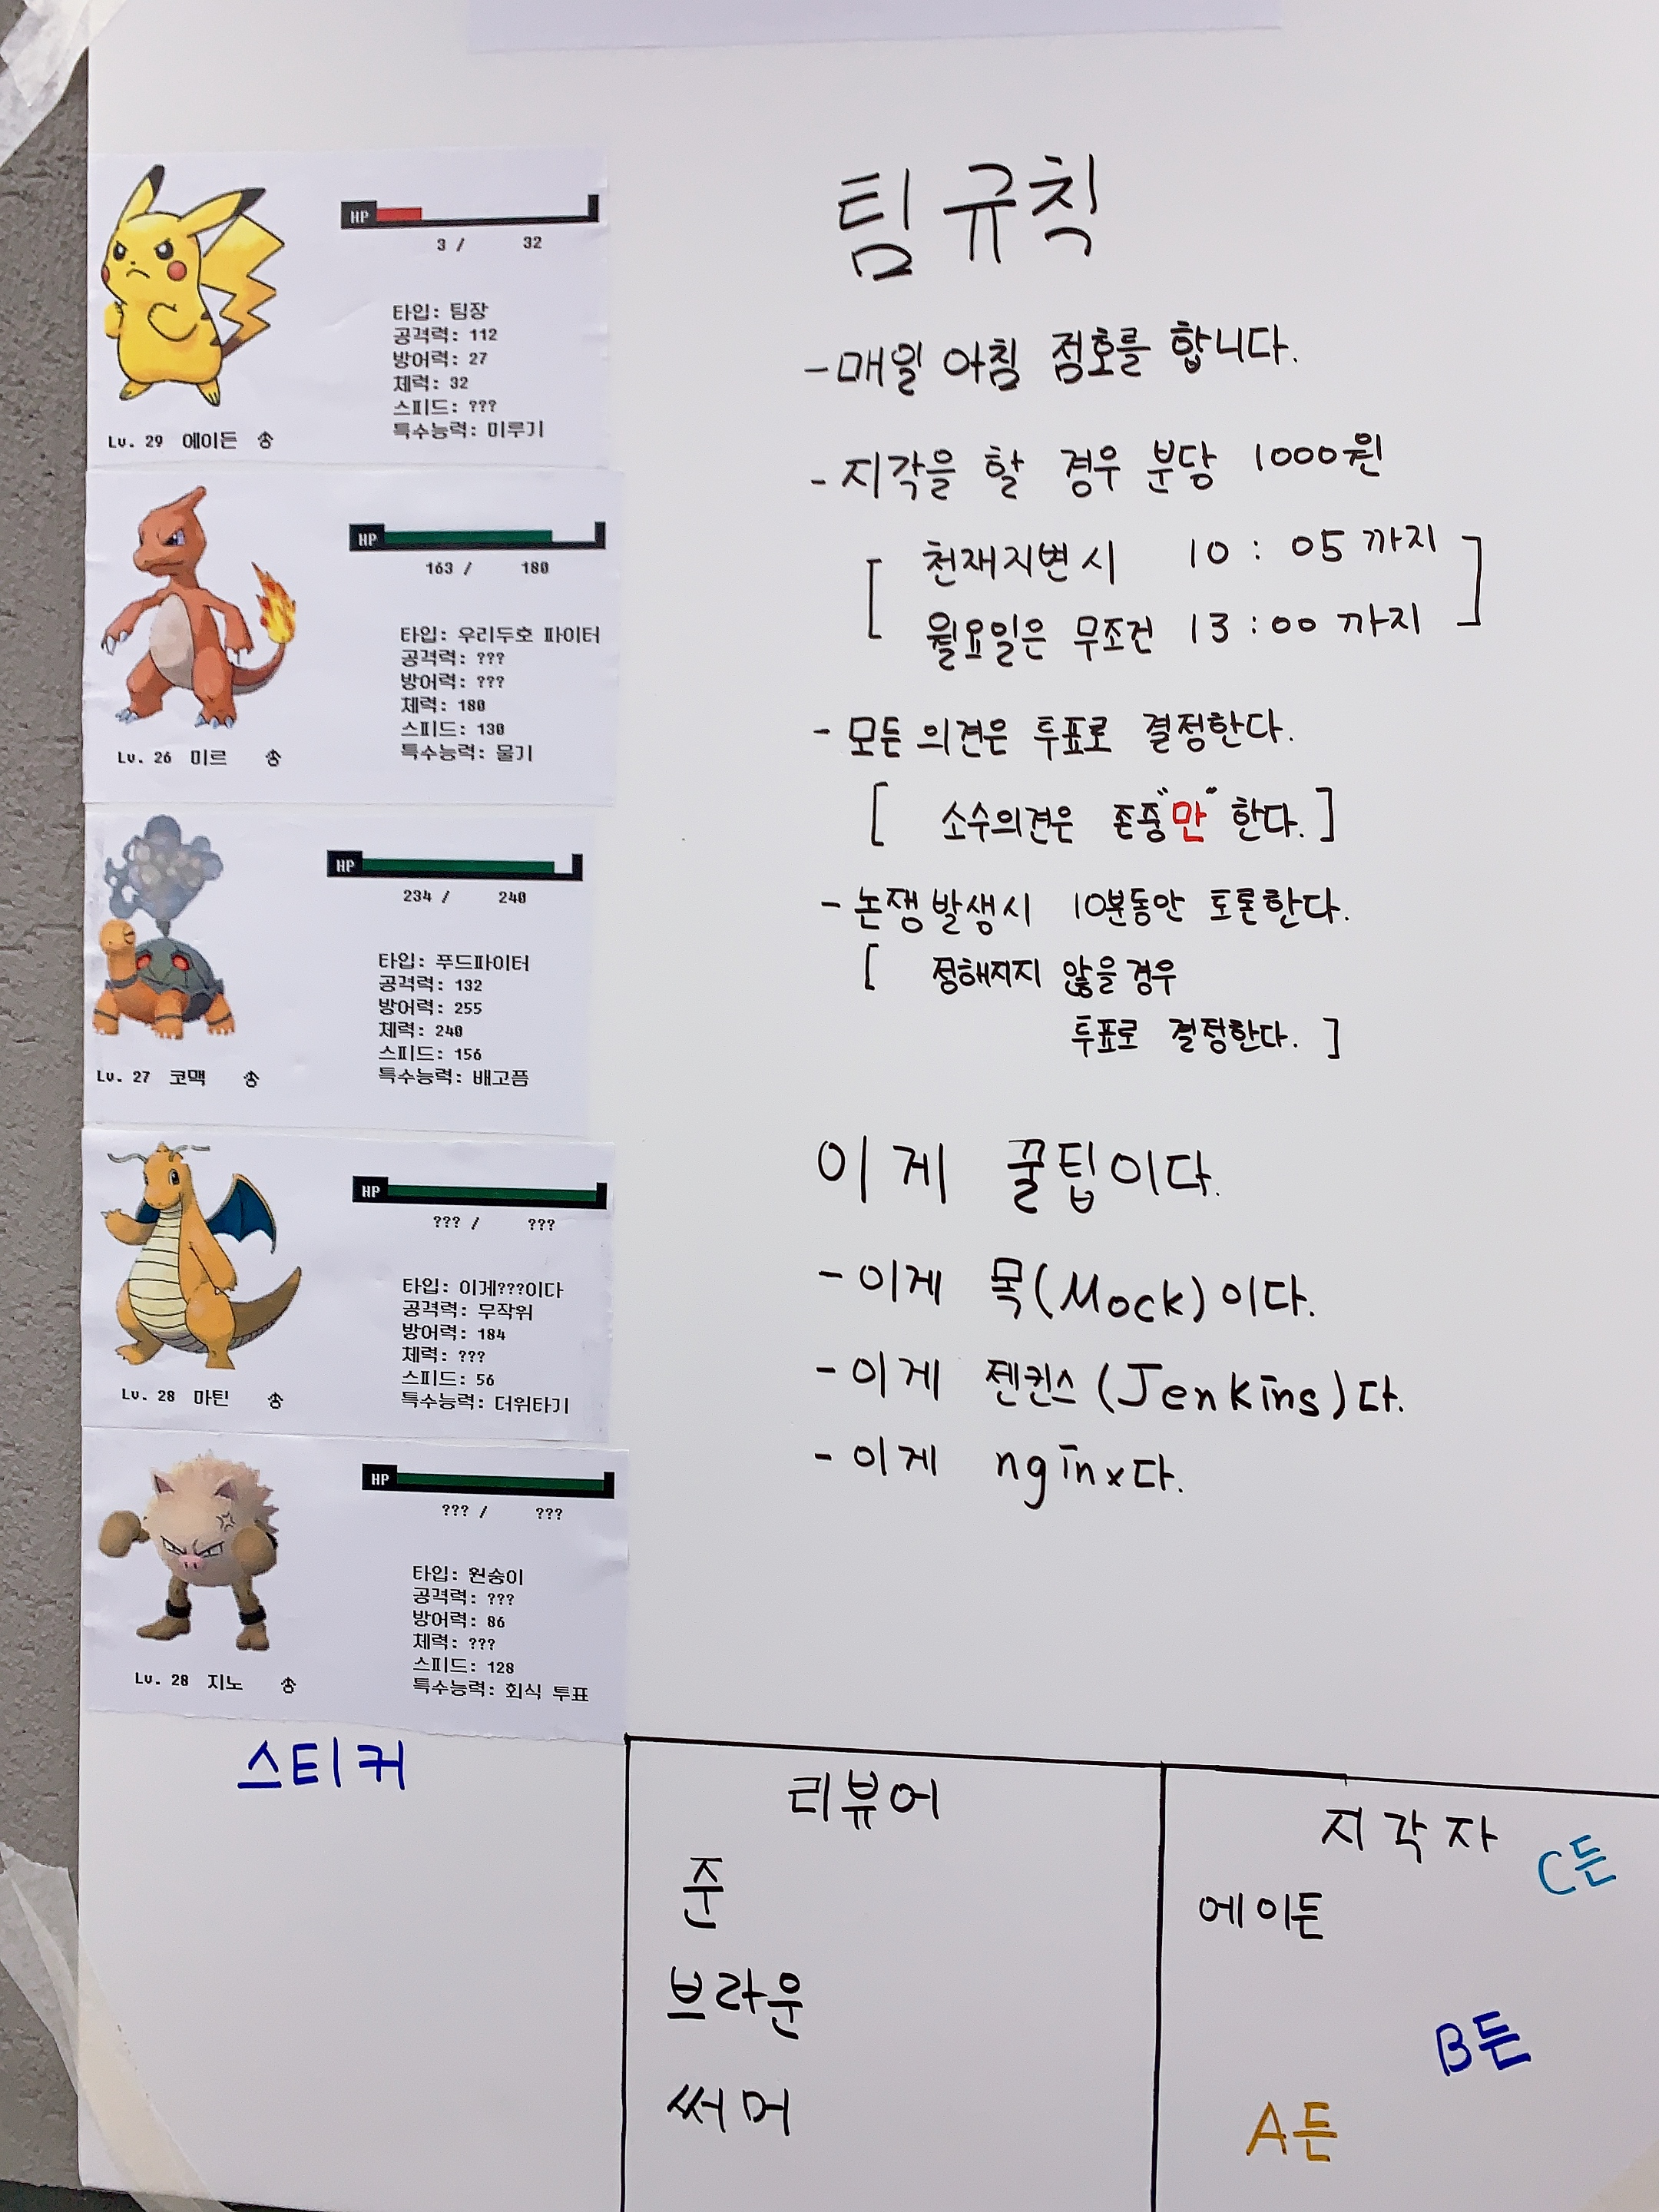 HP
3 / 32
타입: 팀장
공격력: 112
방어력: 27
체력: 32
스피드: ???
특수능력: 미루기
Lv. 29 에이든 ♂
HP
163 / 180
타입: 우리두호 파이터
공격력: ???
방어력: ???
체력: 180
스피드: 130
특수능력: 물기
Lv. 26 미르 ♂
HP
234 / 240
타입: 푸드파이터
공격력: 132
방어력: 255
체력: 240
스피드: 156
특수능력: 배고픔
Lv. 27 코맥 ♂
HP
??? / ???
타입: 이게???이다
공격력: 무작위
방어력: 184
체력: ???
스피드: 56
특수능력: 더위타기
Lv. 28 마틴 ♂
HP
??? / ???
타입: 원숭이
공격력: ???
방어력: 86
체력: ???
스피드: 128
특수능력: 회식 투표
Lv. 28 지노 ♂
팀 규칙
- 매일 아침 점호를 합니다.
- 지각을 할 경우 분당 1000원
[ 천재지변시 10 : 05 까지
월요일은 무조건 13 : 00 까지 ]
- 모든 의견은 투표로 결정한다.
[ 소수의견은 존중"만" 한다. ]
- 논쟁 발생시 10분동안 토론한다.
[ 정해지지 않을 경우
투표로 결정한다. ]
이게 꿀팁이다.
- 이게 목(Mock)이다.
- 이게 젠킨스(Jenkins)다.
- 이게 nginx다.
스티커
리뷰어
준
브라운
써머
지각자
C든
에이든
B든
A든